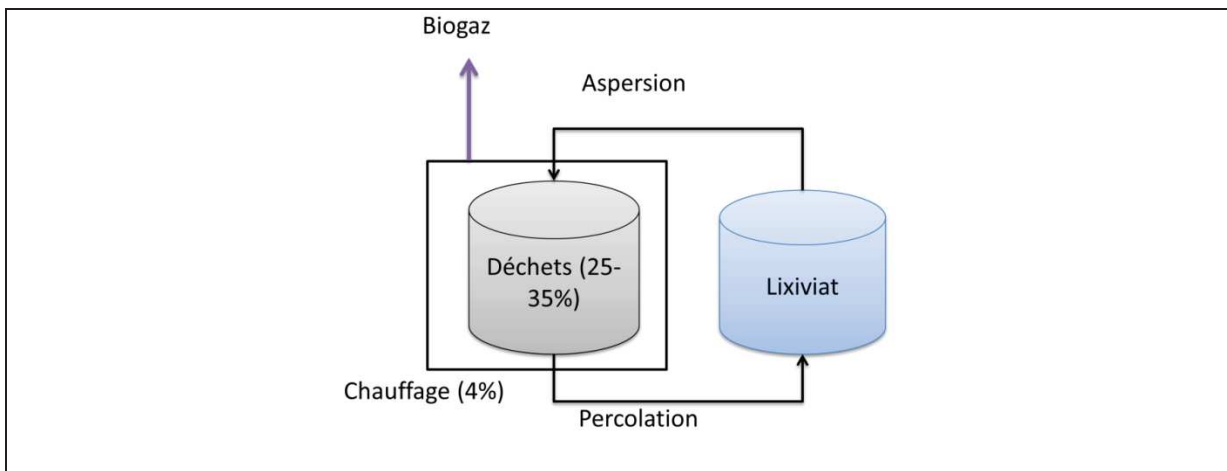 Biogaz
Aspersion
Déchets (25-
35%)
Lixiviat
Chauffage (4%)
Percolation